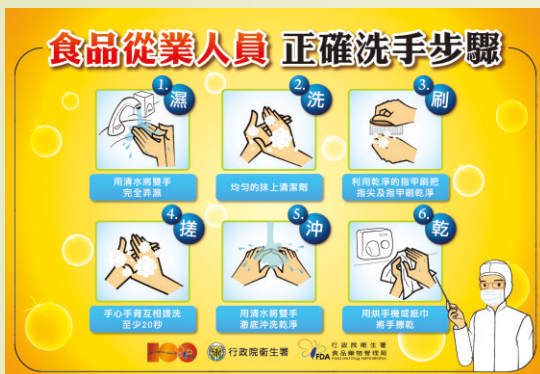 食品從業人員 正確洗手步驟
1. 濕
用清水將雙手
完全弄濕
2. 洗
均勻的抹上清潔劑
3. 刷
利用乾淨的指甲刷把
指尖及指甲刷乾淨
4. 搓
手心手背互相搓洗
至少20秒
5. 沖
用清水將雙手
澈底沖洗乾淨
6. 乾
用烘手機或紙巾
將手擦乾
100
行政院衛生署
FDA
行政院衛生署
食品藥物管理局
Food and Drug Administration